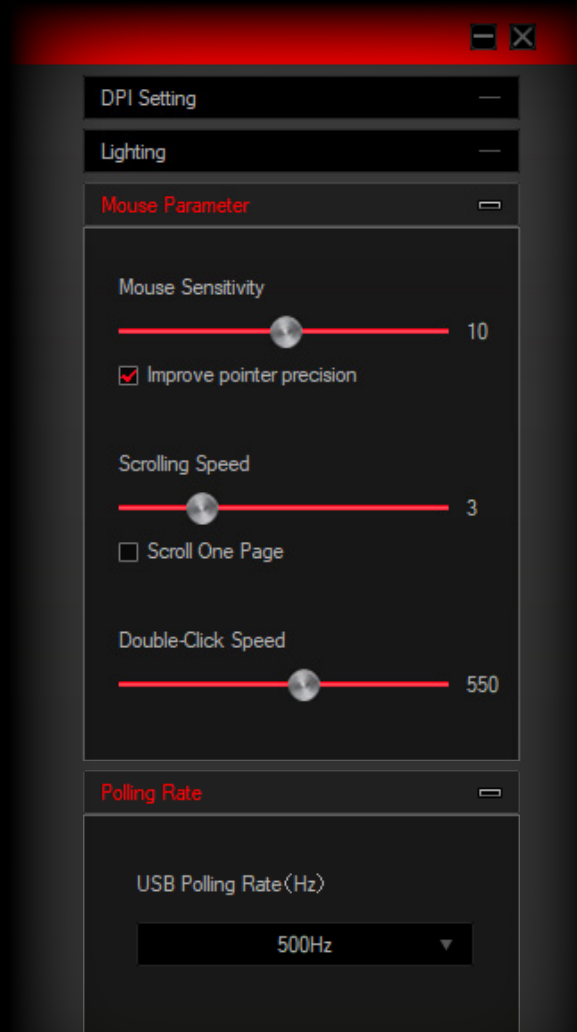 DPI Setting
Lighting
Mouse Parameter
Mouse Sensitivity
10
Improve pointer precision
Scrolling Speed
3
Scroll One Page
Double-Click Speed
550
Polling Rate
USB Polling Rate(Hz)
500Hz